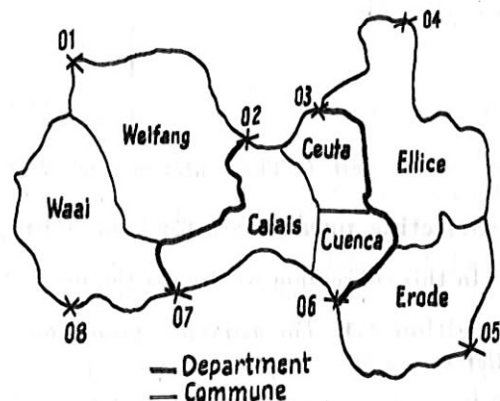 01
04
02
03
Welfang
Ceuta
Ellice
Waai
Calais
Cuenca
Erode
08
07
06
05
Department
Commune